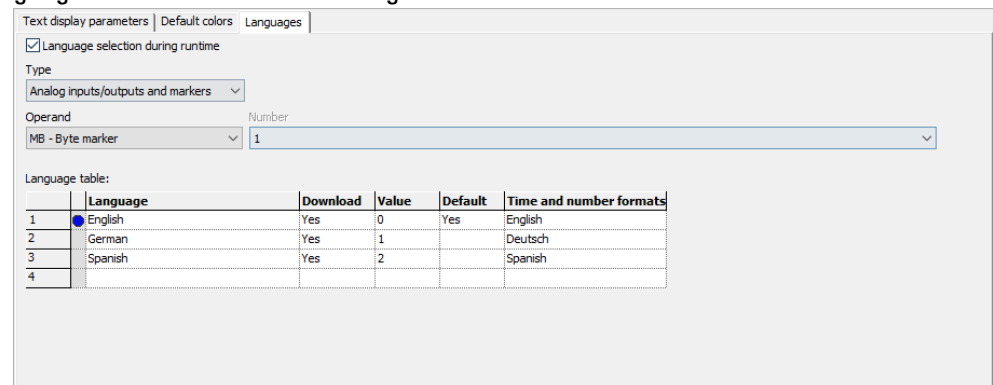 Text display parameters Default colors Languages
Language selection during runtime
Type
Analog inputs/outputs and markers
Operand Number
MB - Byte marker 1
Language table:
Language Download Value Default Time and number formats
1 English Yes 0 Yes English
2 German Yes 1 Deutsch
3 Spanish Yes 2 Spanish
4